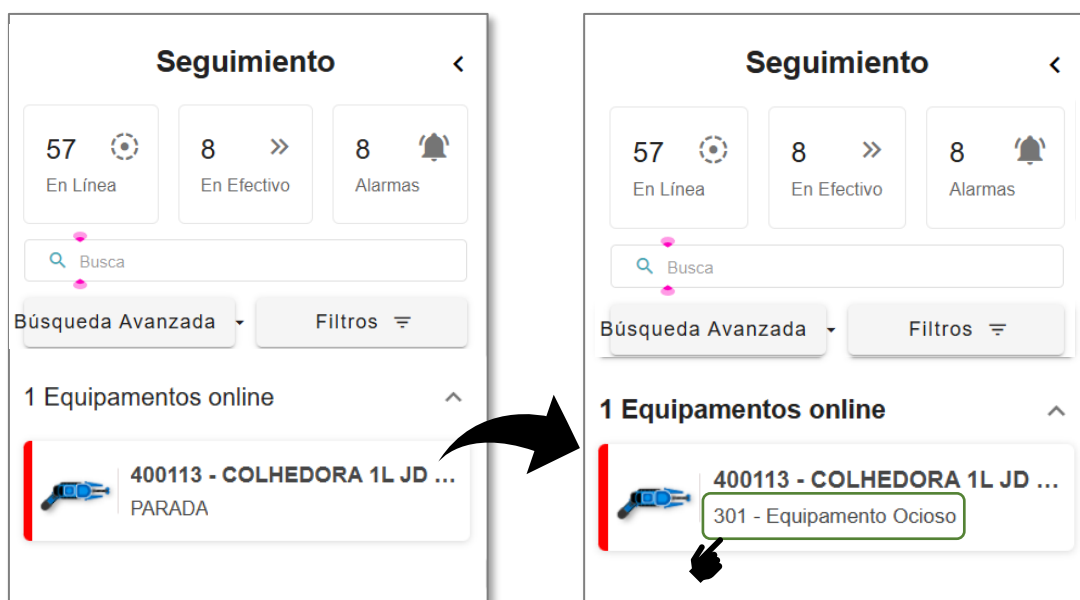 Seguimiento
57
En Línea
8
En Efectivo
8
Alarmas
Busca
Búsqueda Avanzada
Filtros
1 Equipamentos online
400113 - COLHEDORA 1L JD ...
PARADA
Seguimiento
57
En Línea
8
En Efectivo
8
Alarmas
Busca
Búsqueda Avanzada
Filtros
1 Equipamentos online
400113 - COLHEDORA 1L JD ...
301 - Equipamento Ocioso